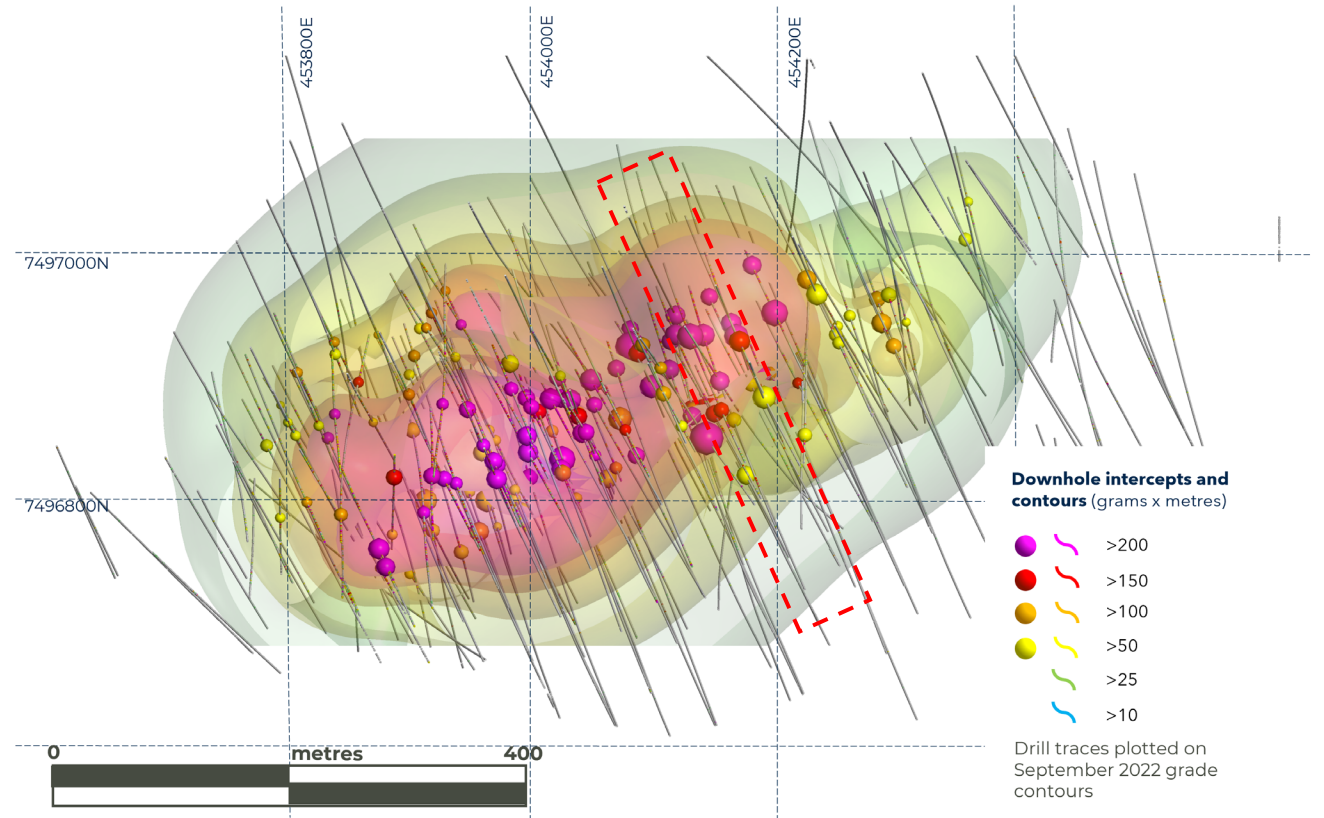 453800E
454000E
454200E
7497000N
7496800N
Downhole intercepts and
contours (grams x metres)
>200
>150
>100
>50
>25
>10
Drill traces plotted on
September 2022 grade
contours
0 metres 400